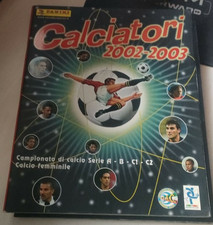 PANINI
Calciatori
2002-2003
Campionato di calcio Serie A - B - C1 - C2
Calcio femminile